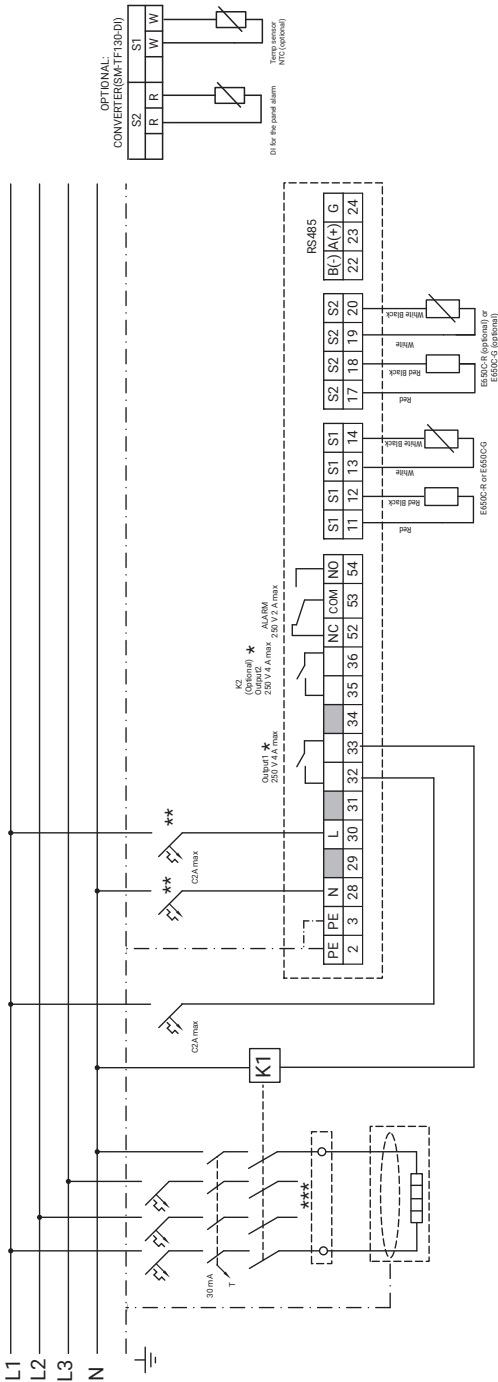 L1
L2
L3
N
30 mA
T
***
K1
C2A max
**
C2A max
**
C2A max
PE PE N L
2 3 28 29 30 31 32 33 34 35 36 52 53 54
NC COM NO
Output1 *
250 V 4 A max
K2
(Optional) *
Output2
250 V 4 A max
ALARM
250 V 2 A max
S1 S1 S1 S1
11 12 13 14
Red
Red Black
White
White Black
E650C-R or E650C-G
S2 S2 S2 S2
17 18 19 20
Red
Red Black
White
White Black
E650C-R (optional) or
E650C-G (optional)
RS485
B(-) A(+) G
22 23 24
OPTIONAL:
CONVERTER(SM-TF130-DI)
S2 S1
R R W W
DI for the panel alarm
Temp sensor
NTC (optional)